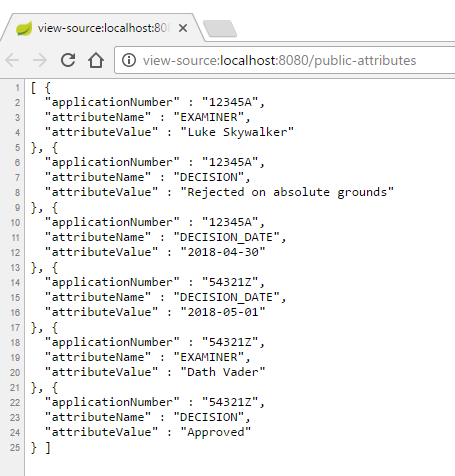 view-source:localhost:808
view-source:localhost:8080/public-attributes
1 [ {
2 "applicationNumber" : "12345A",
3 "attributeName" : "EXAMINER",
4 "attributeValue" : "Luke Skywalker"
5 }, {
6 "applicationNumber" : "12345A",
7 "attributeName" : "DECISION",
8 "attributeValue" : "Rejected on absolute grounds"
9 }, {
10 "applicationNumber" : "12345A",
11 "attributeName" : "DECISION_DATE",
12 "attributeValue" : "2018-04-30"
13 }, {
14 "applicationNumber" : "54321Z",
15 "attributeName" : "DECISION_DATE",
16 "attributeValue" : "2018-05-01"
17 }, {
18 "applicationNumber" : "54321Z",
19 "attributeName" : "EXAMINER",
20 "attributeValue" : "Dath Vader"
21 }, {
22 "applicationNumber" : "54321Z",
23 "attributeName" : "DECISION",
24 "attributeValue" : "Approved"
25 } ]